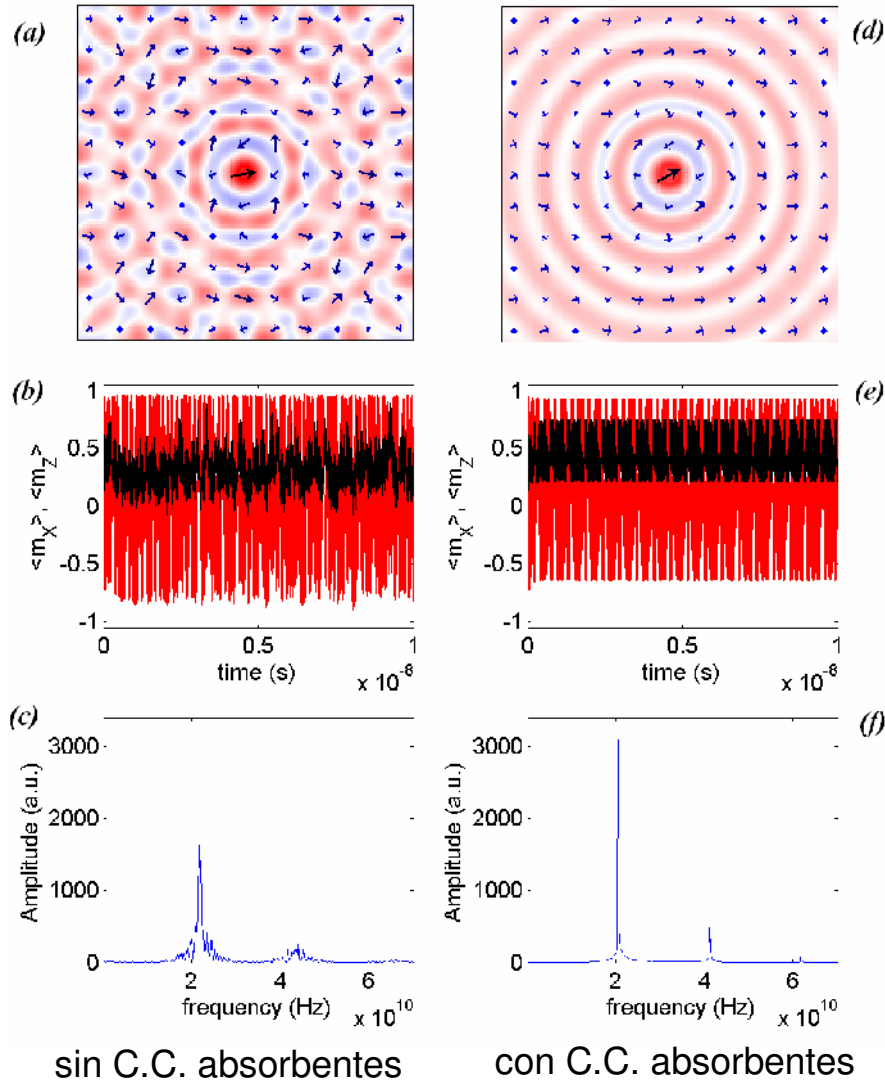 (a)
(d)
(b)
1
0.5
0
-0.5
-1
<m_X>, <m_Z>
0
0.5
1
time (s)
x 10^-8
(e)
1
0.5
0
-0.5
-1
<m_X>, <m_Z>
0
0.5
1
time (s)
x 10^-8
(c)
3000
2000
1000
0
Amplitude (a.u.)
2
4
6
frequency (Hz)
x 10^10
(f)
3000
2000
1000
0
Amplitude (a.u.)
2
4
6
frequency (Hz)
x 10^10
sin C.C. absorbentes
con C.C. absorbentes